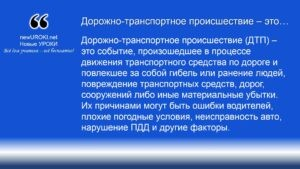 newUROKI.net
Новые УРОКИ
Всё для учителя – всё бесплатно!
Дорожно-транспортное происшествие – это…
Дорожно-транспортное происшествие (ДТП) –
это событие, произошедшее в процессе
движения транспортного средства по дороге и
повлекшее за собой гибель или ранение людей,
повреждение транспортных средств, дорог,
сооружений либо иные материальные убытки.
Их причинами могут быть ошибки водителей,
плохие погодные условия, неисправность авто,
нарушение ПДД и другие факторы.